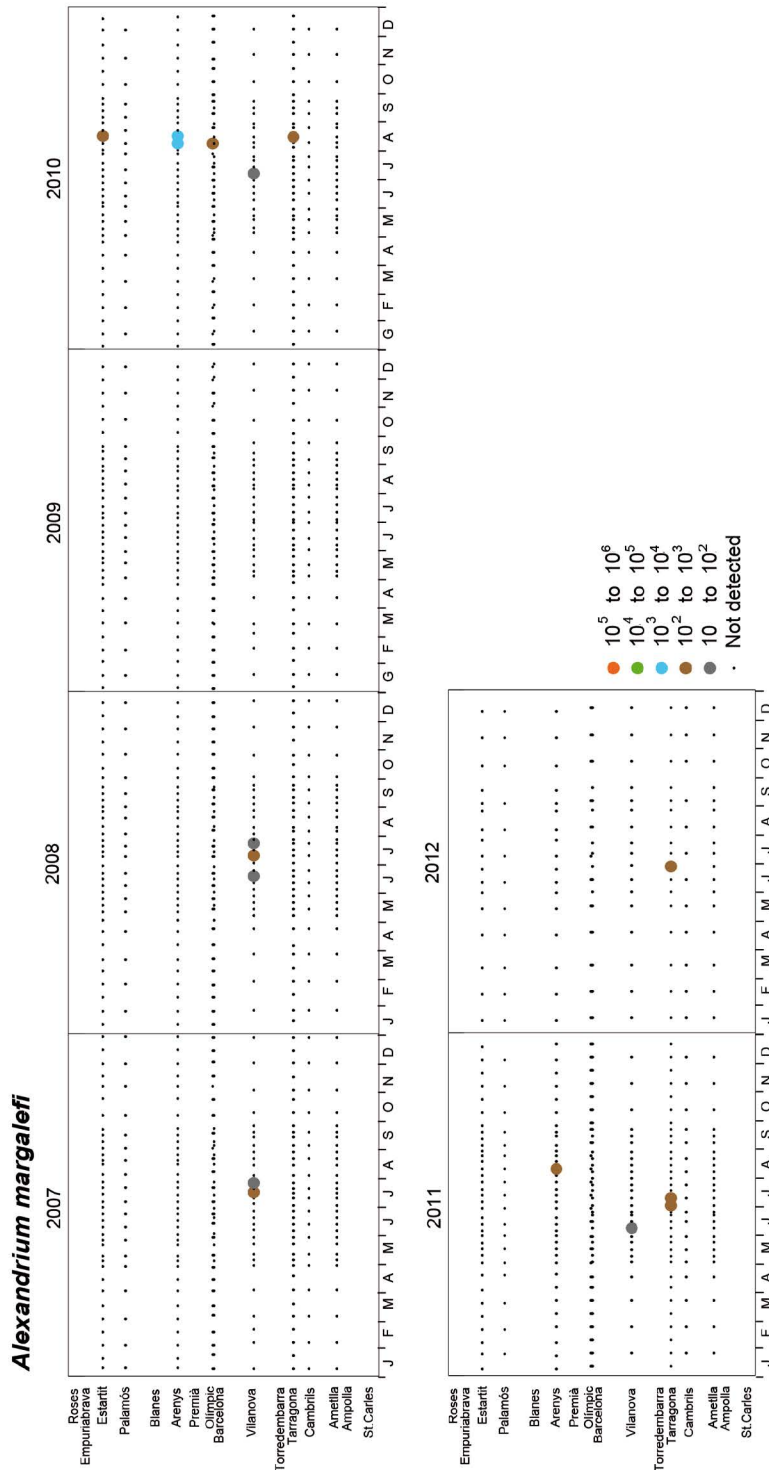 Alexandrium margalefi
2007 2008 2009 2010
Roses
Empuriabrava
Estartit
Palamós
Blanes
Arenys
Premià
Olímpic
Barcelona
Vilanova
Torredembarra
Tarragona
Cambrils
Ametlla
Ampolla
St.Carles
J F M A M J J A S O N D J F M A M J J A S O N D G F M A M J J A S O N D G F M A M J J A S O N D
2011 2012
Roses
Empuriabrava
Estartit
Palamós
Blanes
Arenys
Premià
Olímpic
Barcelona
Vilanova
Torredembarra
Tarragona
Cambrils
Ametlla
Ampolla
St.Carles
J F M A M J J A S O N D J F M A M J J A S O N D
10⁵ to 10⁶
10⁴ to 10⁵
10³ to 10⁴
10² to 10³
10 to 10²
Not detected